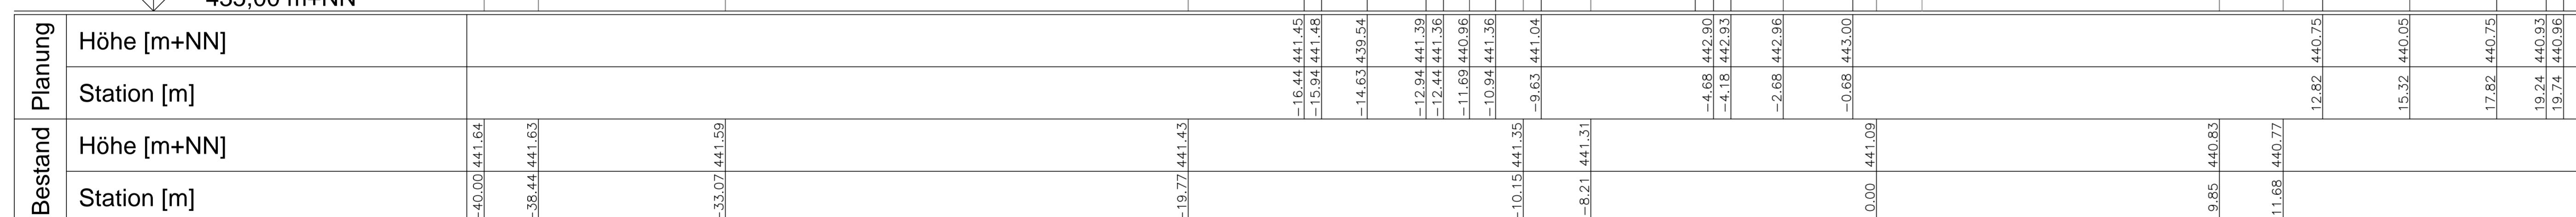 435,00 m+NN
Planung
Höhe [m+NN]
441.45 441.48 439.54 441.39 441.36 440.96 441.36 441.04 442.90 442.93 442.96 443.00 440.75 440.05 440.75 440.93 440.96
Station [m]
-16.44 -15.94 -14.63 -12.94 -12.44 -11.69 -10.94 -9.63 -4.68 -4.18 -2.68 -0.68 12.82 15.32 17.82 19.24 19.74
Bestand
Höhe [m+NN]
441.64 441.63 441.59 441.43 441.35 441.31 441.09 440.83 440.77
Station [m]
-40.00 -38.44 -33.07 -19.77 -10.15 -8.21 0.00 9.85 11.68